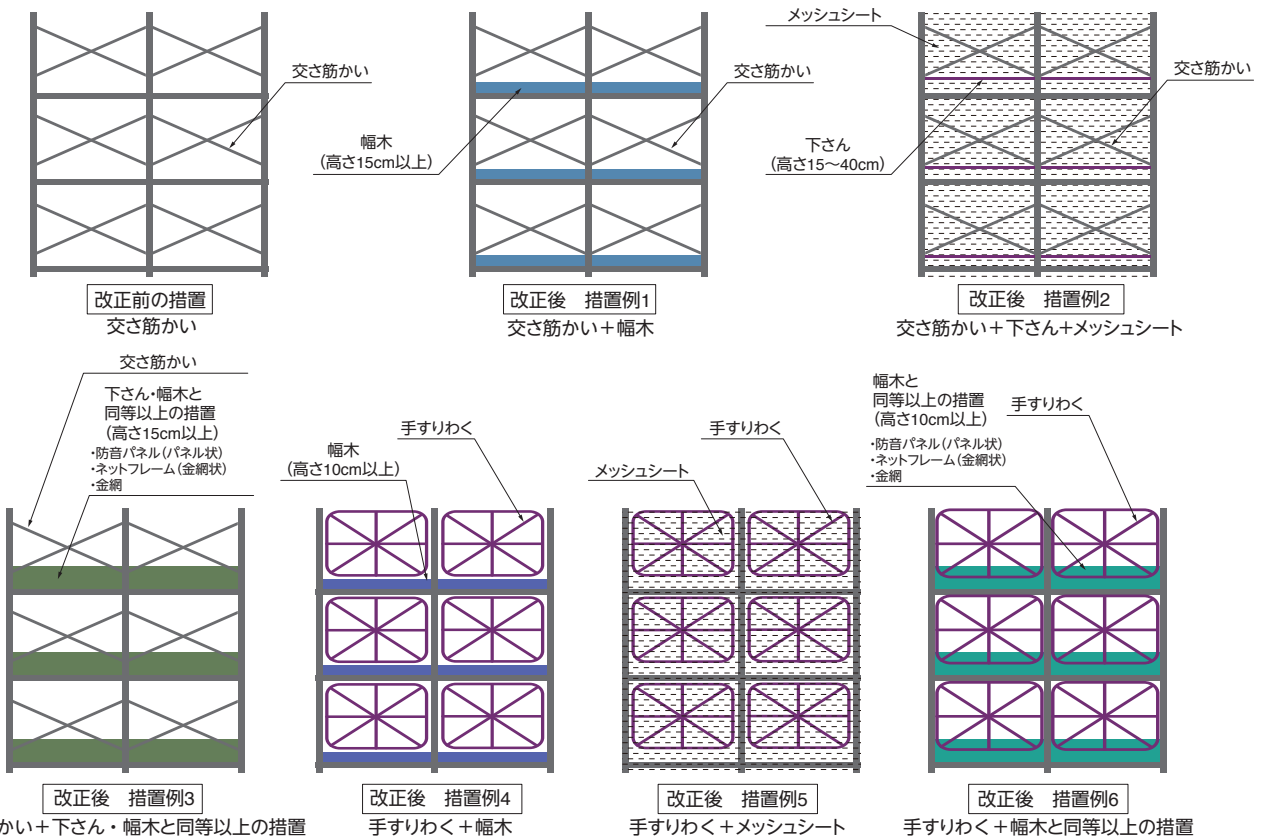 交さ筋かい
改正前の措置
交さ筋かい
幅木
(高さ15cm以上)
交さ筋かい
改正後 措置例1
交さ筋かい＋幅木
メッシュシート
交さ筋かい
下さん
(高さ15～40cm)
改正後 措置例2
交さ筋かい＋下さん＋メッシュシート
交さ筋かい
下さん・幅木と
同等以上の措置
(高さ15cm以上)
・防音パネル(パネル状)
・ネットフレーム(金網状)
・金網
改正後 措置例3
かい＋下さん・幅木と同等以上の措置
手すりわく
幅木
(高さ10cm以上)
改正後 措置例4
手すりわく＋幅木
手すりわく
メッシュシート
改正後 措置例5
手すりわく＋メッシュシート
幅木と
同等以上の措置
(高さ10cm以上)
・防音パネル(パネル状)
・ネットフレーム(金網状)
・金網
手すりわく
改正後 措置例6
手すりわく＋幅木と同等以上の措置